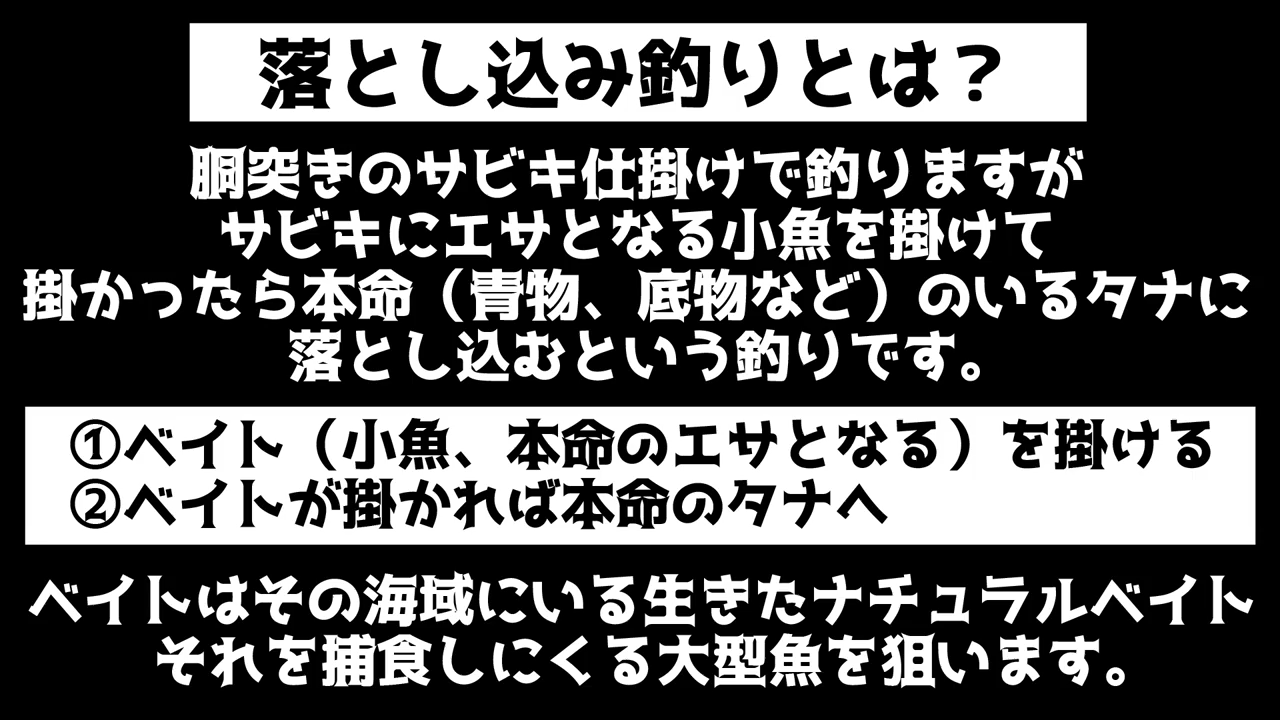 落とし込み釣りとは？
胴突きのサビキ仕掛けで釣りますが
サビキにエサとなる小魚を掛けて
掛かったら本命（青物、底物など）のいるタナに
落とし込むという釣りです。
①ベイト（小魚、本命のエサとなる）を掛ける
②ベイトが掛かれば本命のタナへ
ベイトはその海域にいる生きたナチュラルベイト
それを捕食しにくる大型魚を狙います。